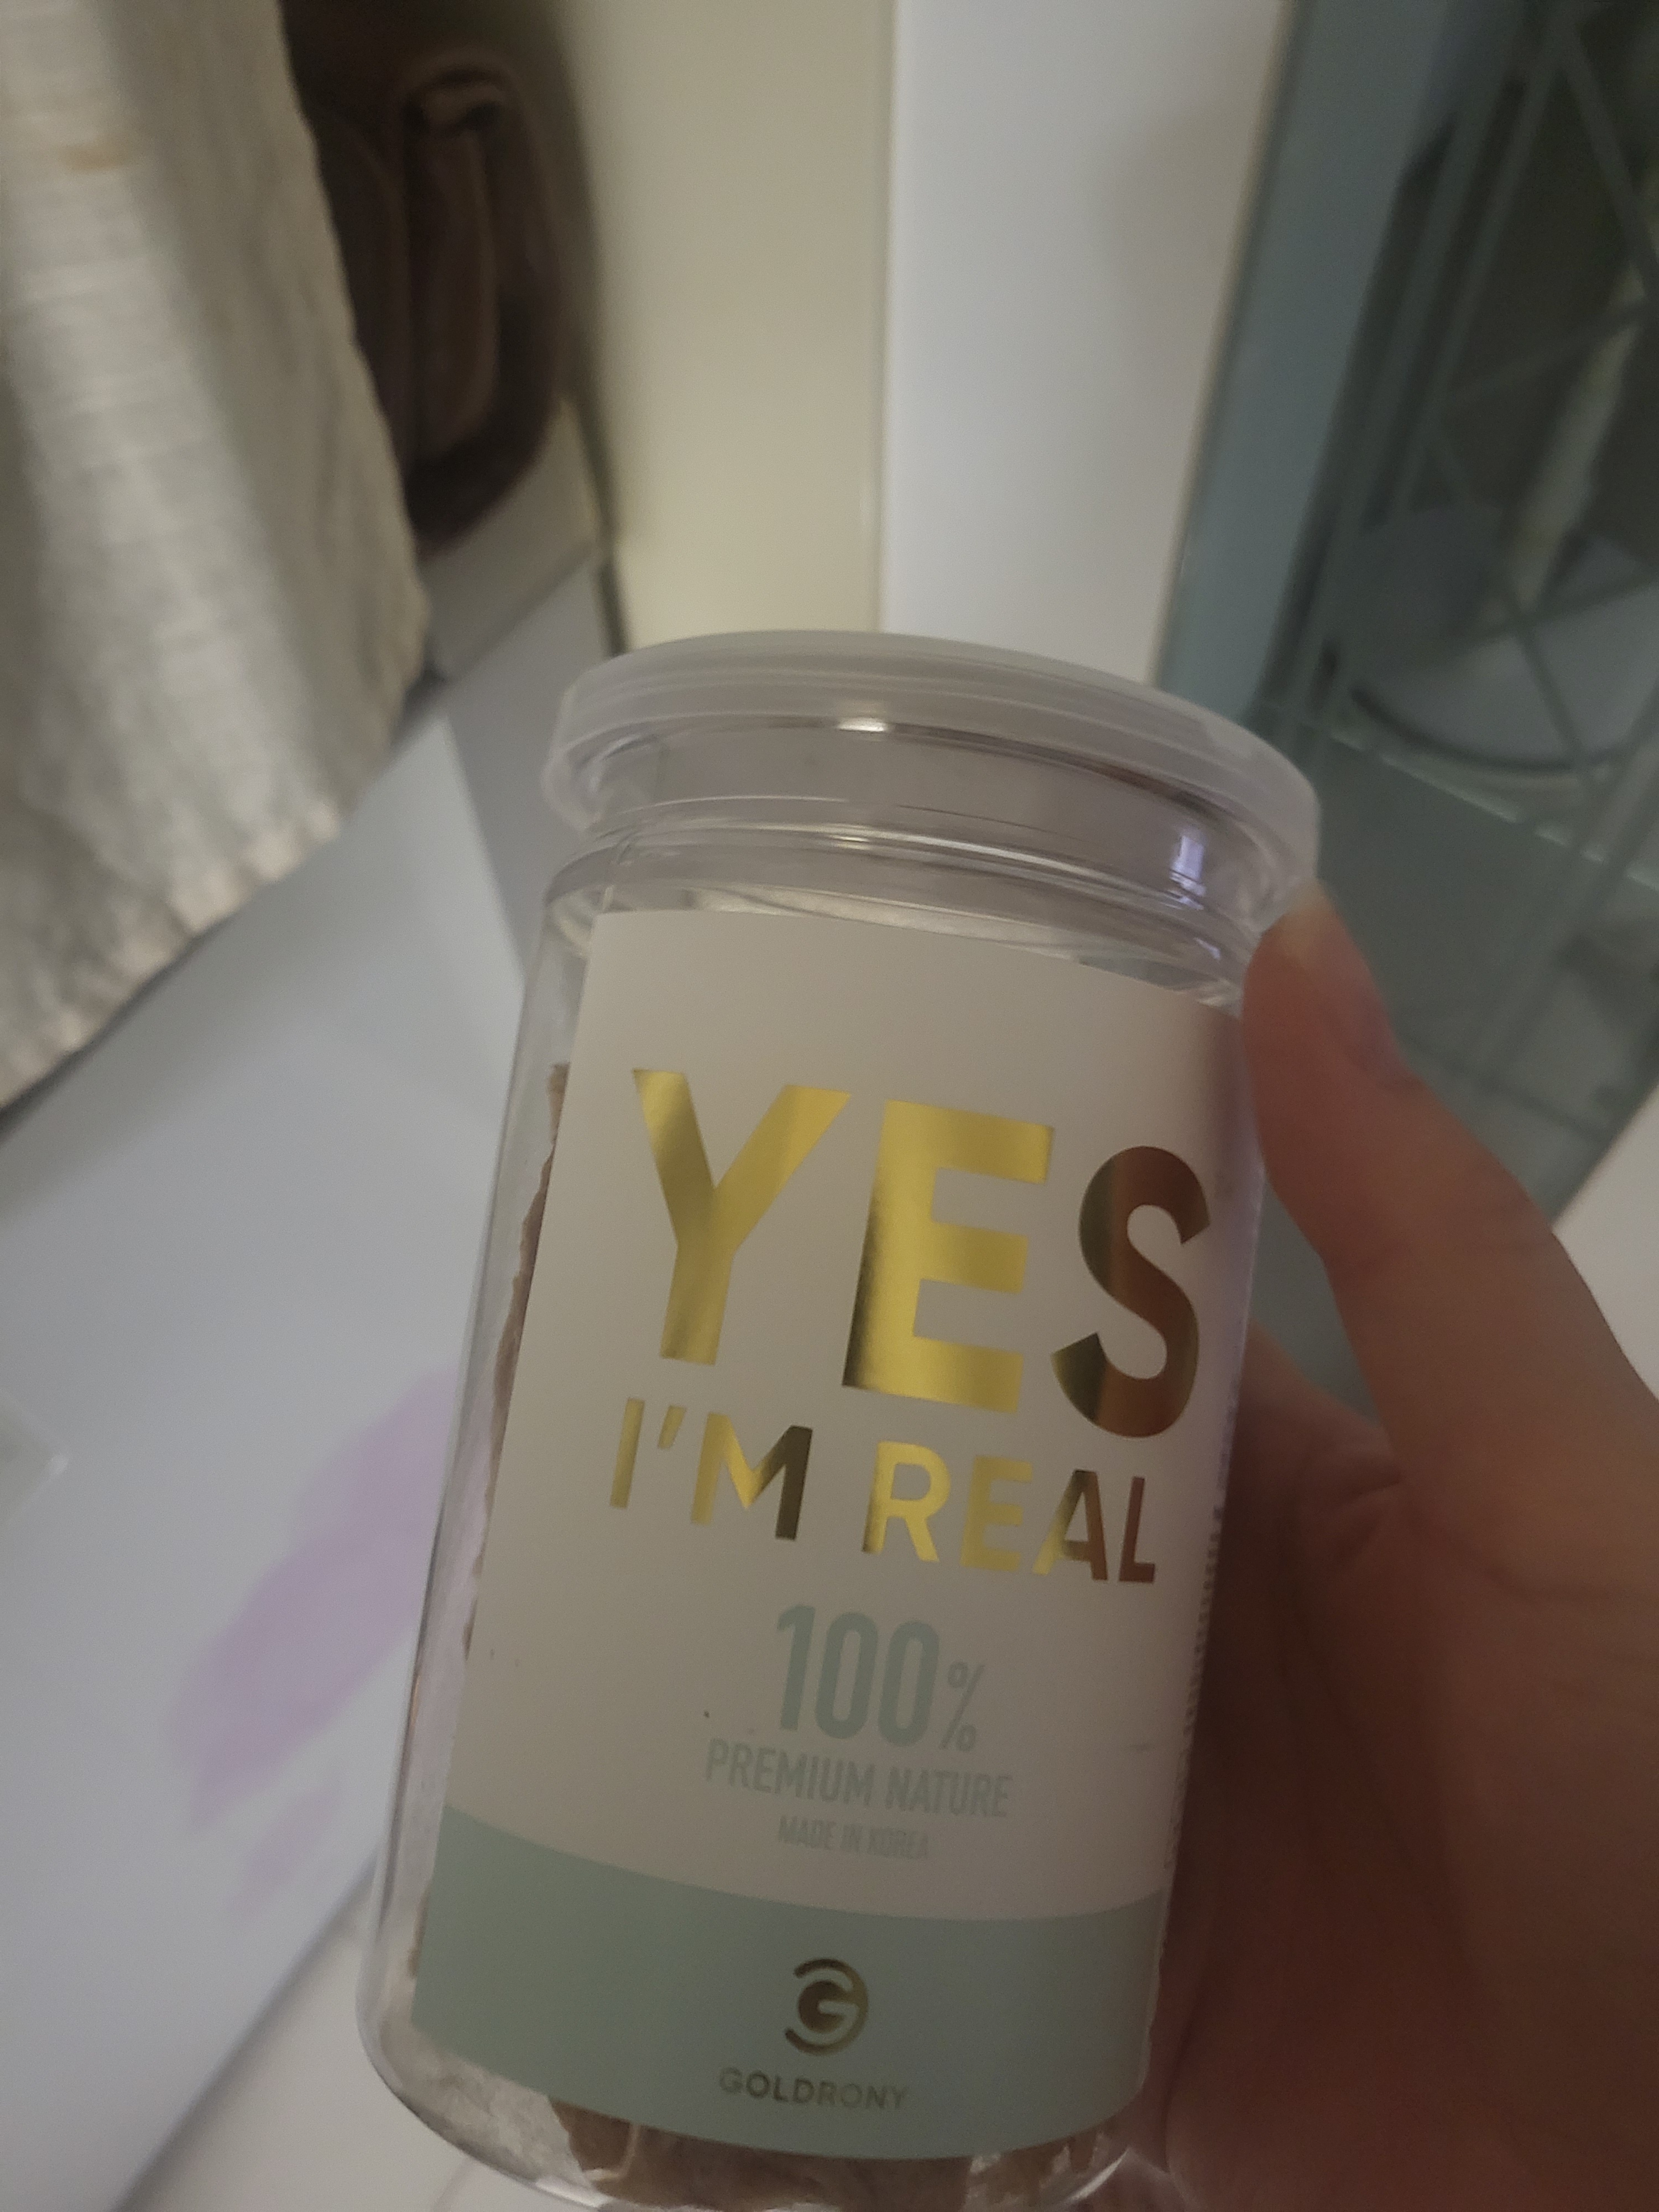 YES
I'M REAL
100%
PREMIUM NATURE
MADE IN KOREA
GOLDRONY